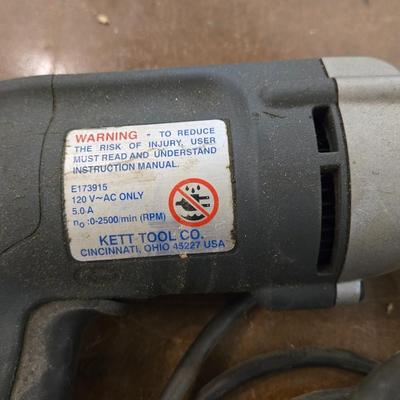 WARNING - TO REDUCE
THE RISK OF INJURY, USER
MUST READ AND UNDERSTAND
INSTRUCTION MANUAL.
E173915
120 V~AC ONLY
5.0 A
no :0-2500/min (RPM)
KETT TOOL CO.
CINCINNATI, OHIO 45227 USA